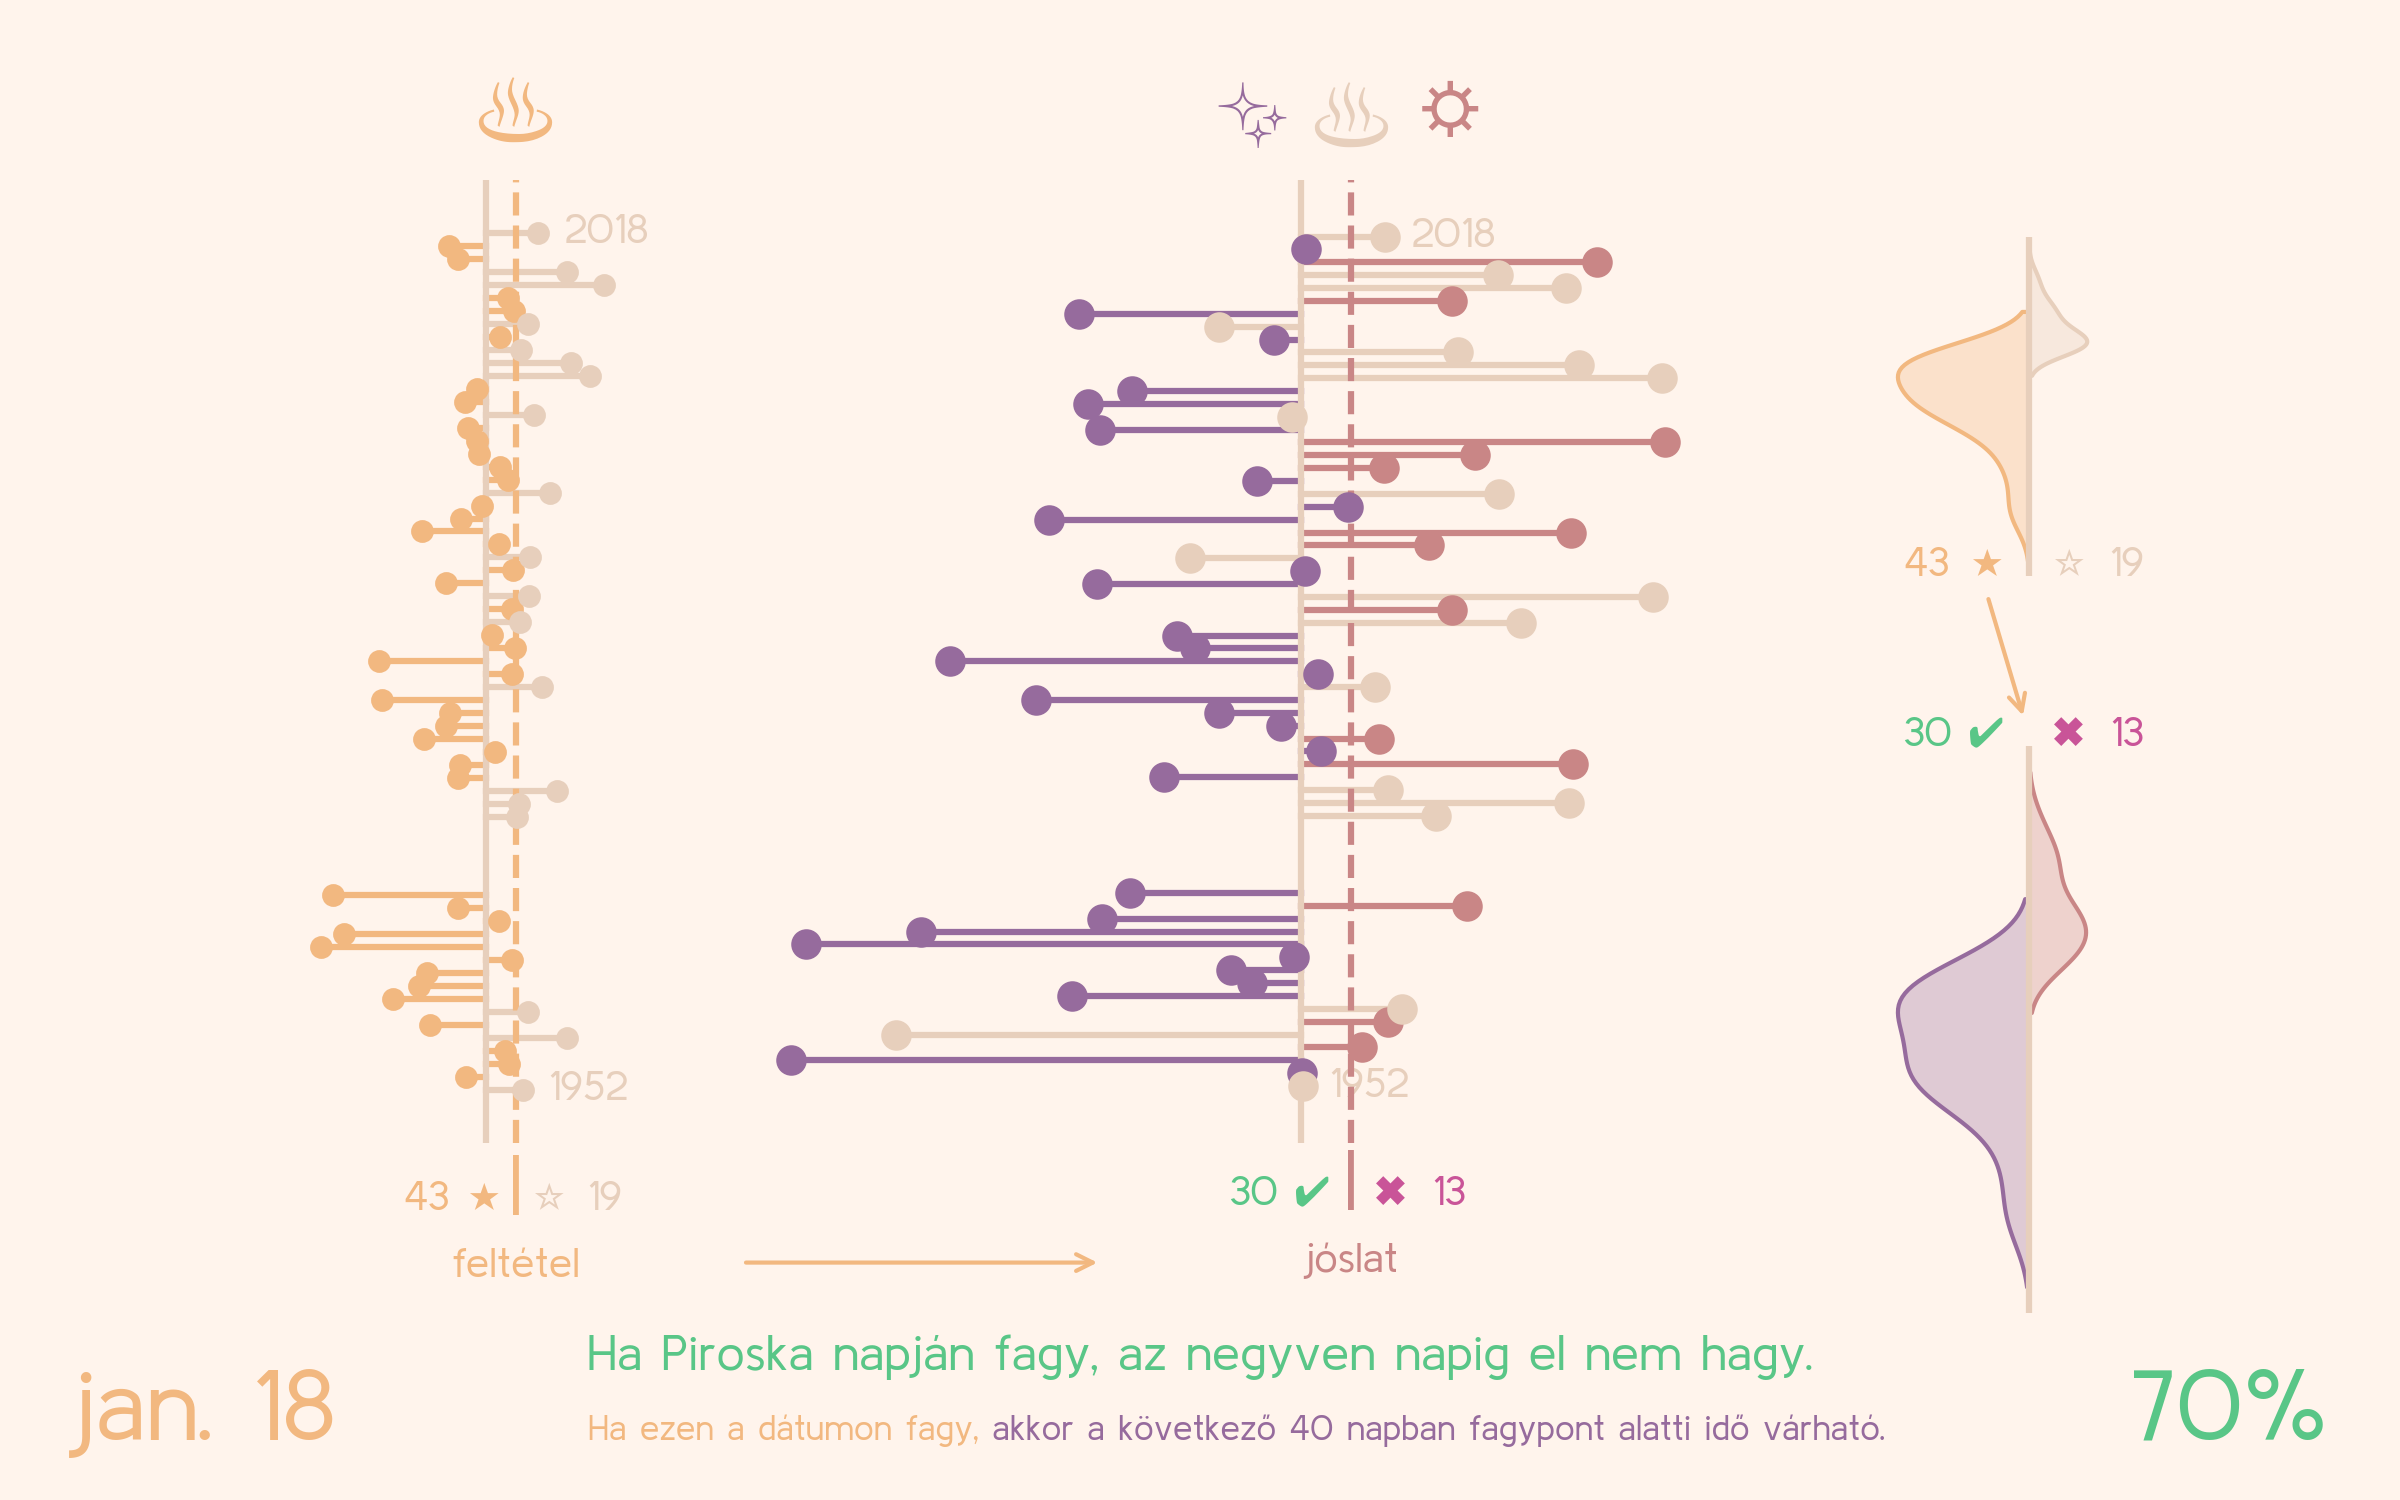 2018
2018
43 ★ ☆ 19
30 ✔ ✖ 13
1952
1952
43 ★ ☆ 19
30 ✔ ✖ 13
feltétel
jóslat
Ha Piroska napján fagy, az negyven napig el nem hagy.
jan. 18
70%
Ha ezen a dátumon fagy, akkor a következő 40 napban fagypont alatti idő várható.